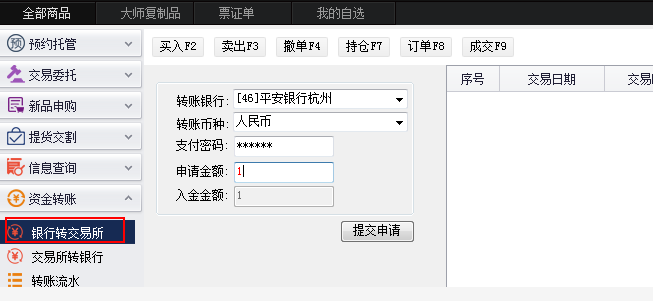 全部商品 大师复制品 票证单 我的自选
买入F2 卖出F3 撤单F4 持仓F7 订单F8 成交F9
预约托管
交易委托
新品申购
提货交割
信息查询
资金转账
银行转交易所
交易所转银行
转账流水
转账银行: [46]平安银行杭州
转账币种: 人民币
支付密码: ******
申请金额: 1
入金金额: 1
提交申请
序号 交易日期